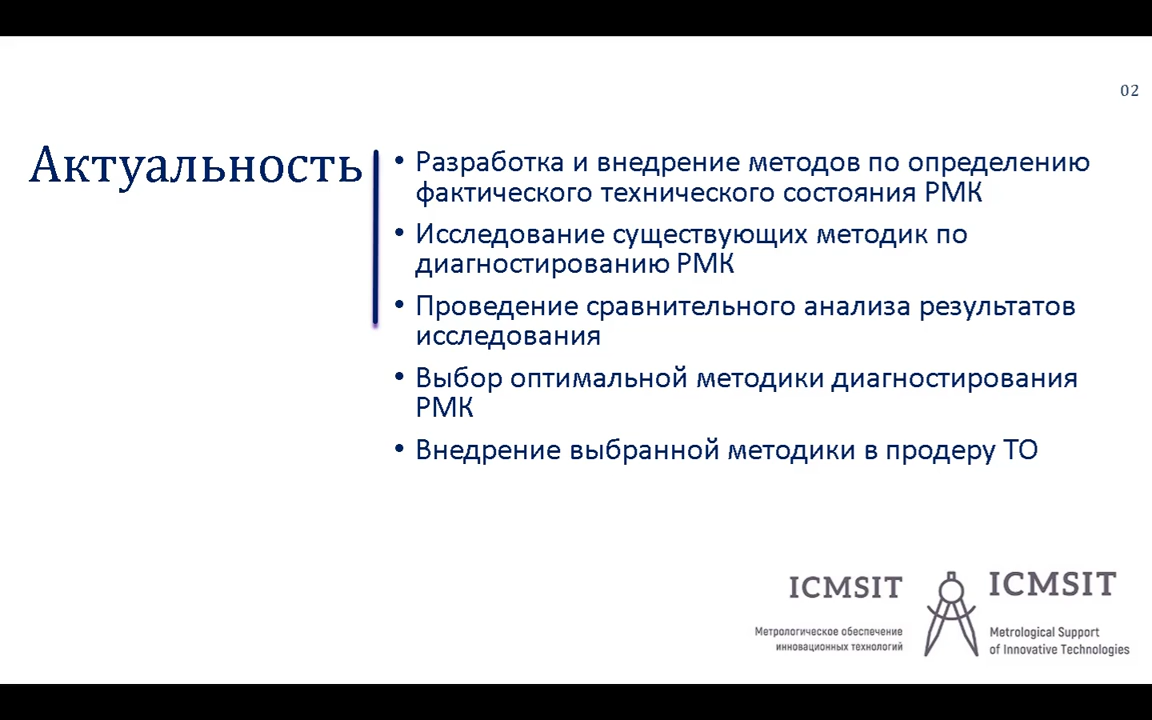 02
Актуальность
• Разработка и внедрение методов по определению
фактического технического состояния РМК
• Исследование существующих методик по
диагностированию РМК
• Проведение сравнительного анализа результатов
исследования
• Выбор оптимальной методики диагностирования
РМК
• Внедрение выбранной методики в продеру ТО
ICMSIT
Метрологическое обеспечение
инновационных технологий
ICMSIT
Metrological Support
of Innovative Technologies